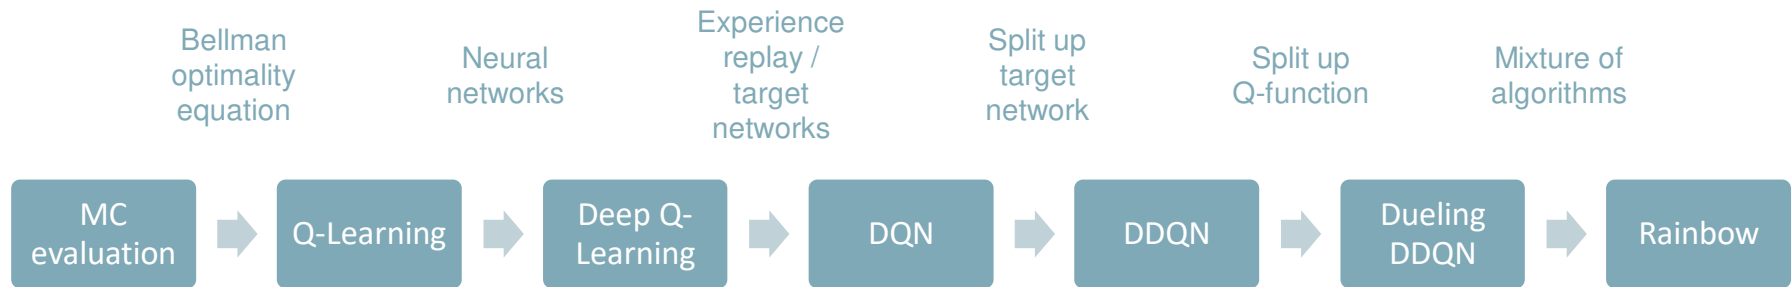 Bellman
optimality
equation
Neural
networks
Experience
replay /
target
networks
Split up
target
network
Split up
Q-function
Mixture of
algorithms
MC
evaluation
Q-Learning
Deep Q-
Learning
DQN
DDQN
Dueling
DDQN
Rainbow